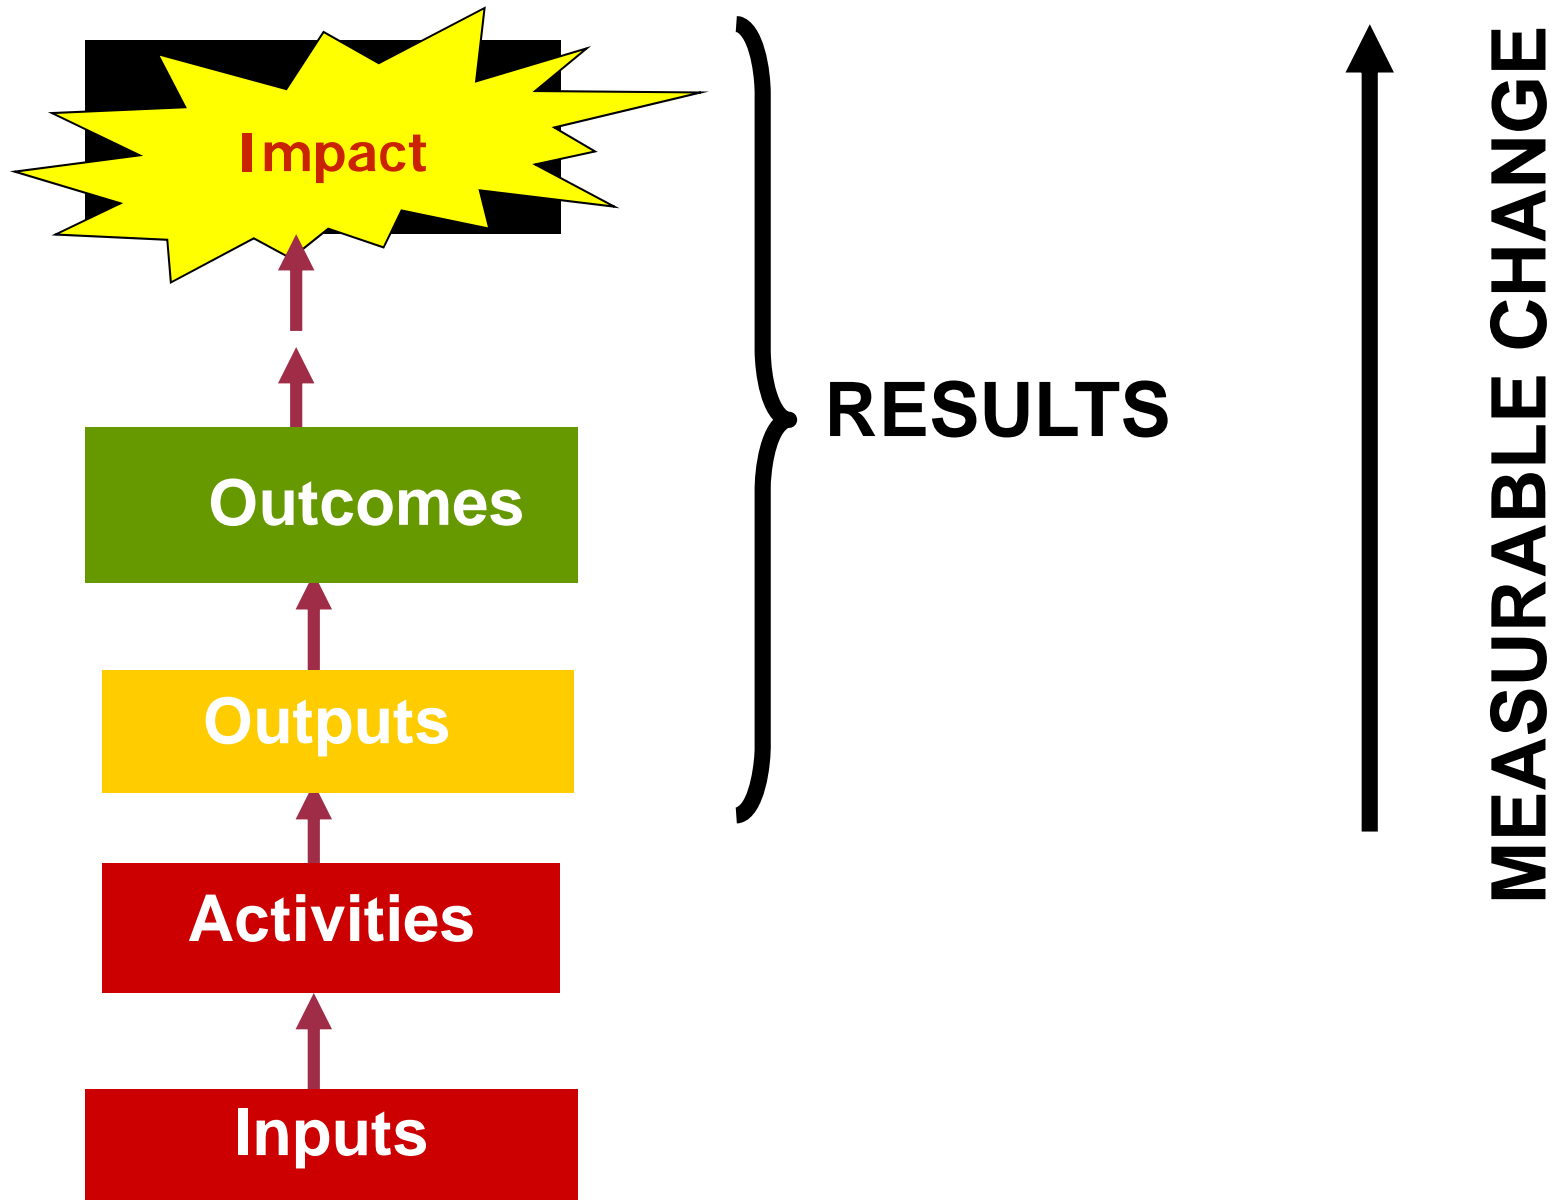 Impact
Outcomes
Outputs
Activities
Inputs
RESULTS
MEASURABLE CHANGE